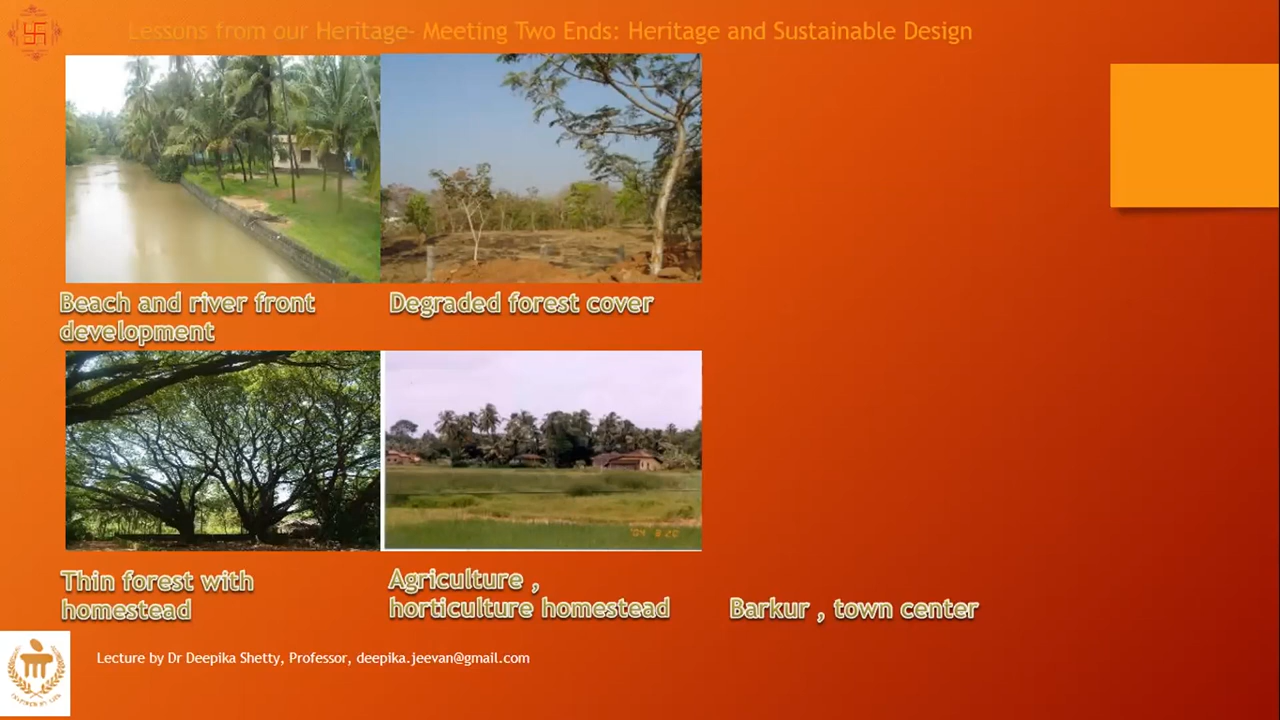 Lessons from our Heritage- Meeting Two Ends: Heritage and Sustainable Design
Beach and river front
development
Degraded forest cover
Thin forest with
homestead
Agriculture ,
horticulture homestead
Barkur , town center
Lecture by Dr Deepika Shetty, Professor, deepika.jeevan@gmail.com